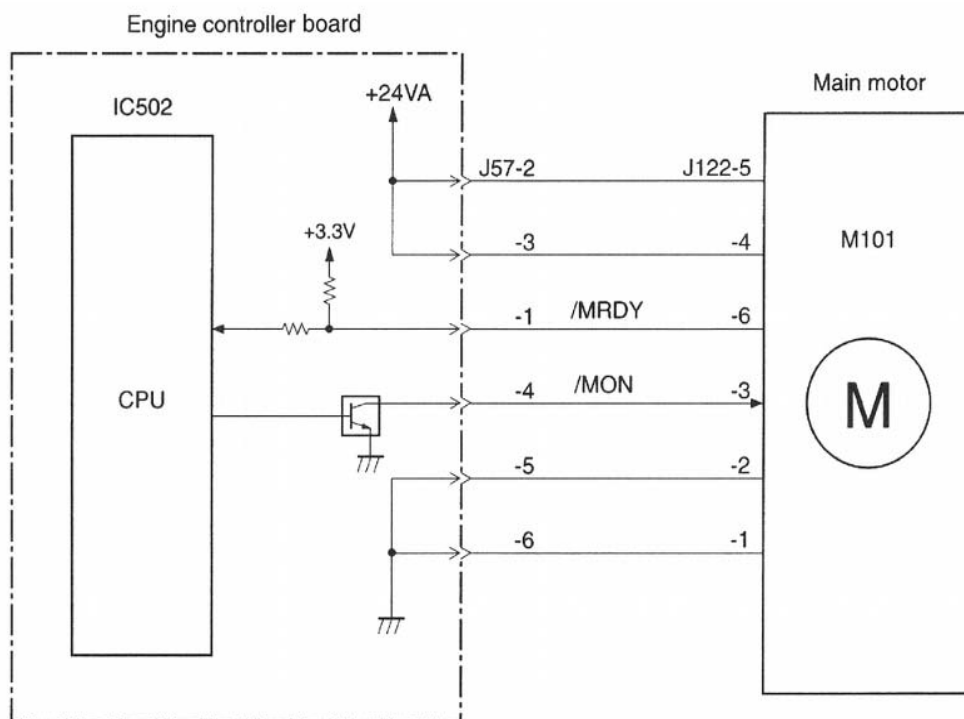 Engine controller board
Main motor
IC502
+24VA
J57-2 J122-5
+3.3V
-3 -4
M101
-1 /MRDY -6
CPU
-4 /MON -3
M
-5 -2
-6 -1